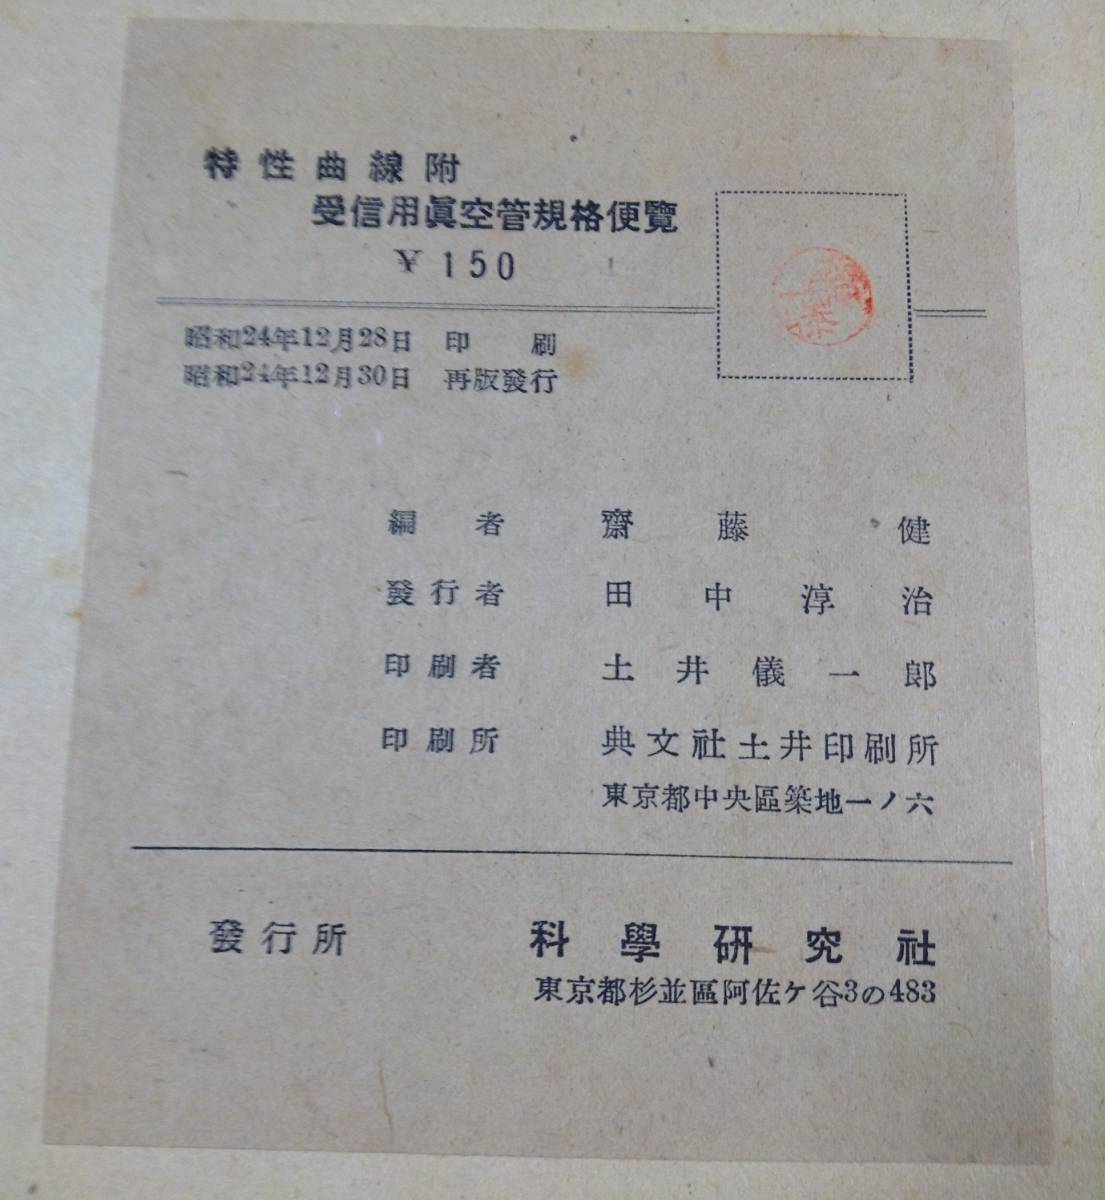 特性曲線附
受信用眞空管規格便覽
¥150
昭和24年12月28日 印刷
昭和24年12月30日 再版發行
編者 齋藤健
發行者 田中淳治
印刷者 土井儀一郎
印刷所 典文社土井印刷所
東京都中央區築地一ノ六
發行所 科學研究社
東京都杉並區阿佐ケ谷3の483